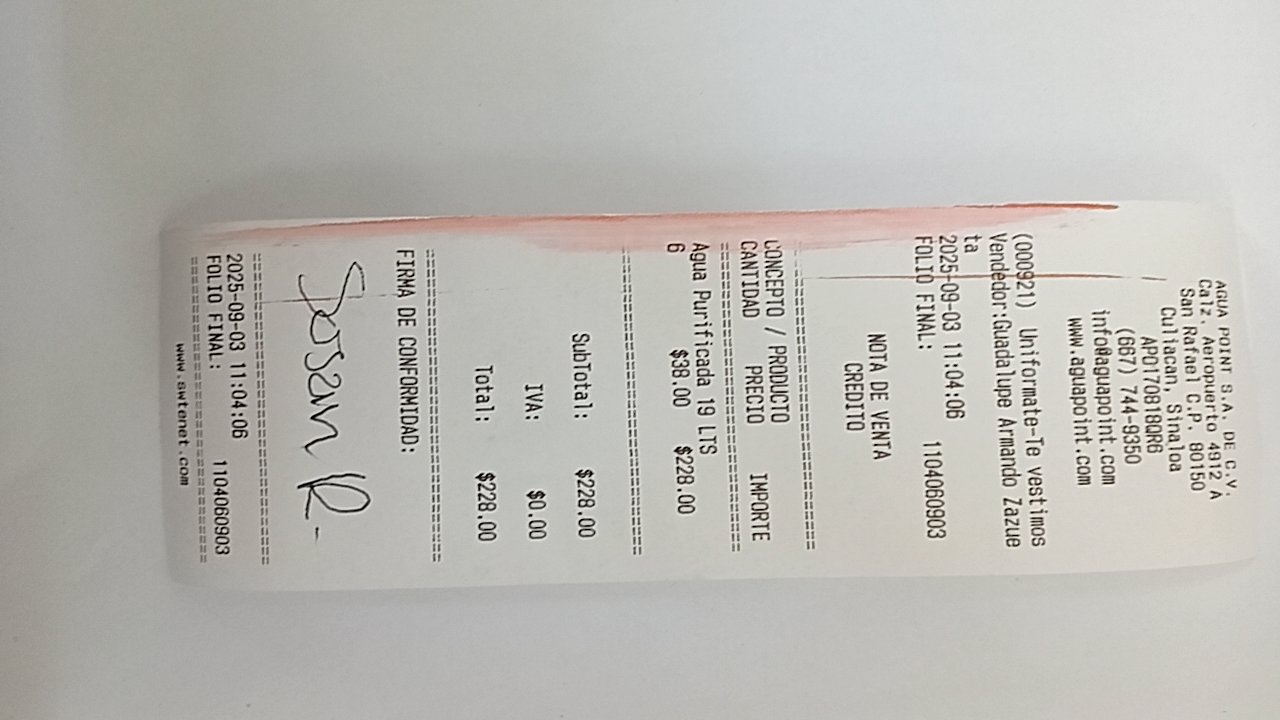 AGUA POINT S.A. DE C.V.
Calz. Aeropuerto 4912 A
San Rafael C.P. 80150
Culiacan, Sinaloa
APO170818QR6
(667) 744-9350
info@aguapoint.com
www.aguapoint.com
(000921) Uniformate-Te vestimos
Vendedor:Guadalupe Armando Zazue
ta
2025-09-03 11:04:06
FOLIO FINAL: 1104060903
NOTA DE VENTA
CREDITO
================================
CONCEPTO / PRODUCTO
CANTIDAD PRECIO IMPORTE
================================
Agua Purificada 19 LTS
6 $38.00 $228.00
================================
SubTotal: $228.00
IVA: $0.00
Total: $228.00
================================
FIRMA DE CONFORMIDAD:
Sosan R.
================================
2025-09-03 11:04:06
FOLIO FINAL: 1104060903
================================
www.swtenet.com